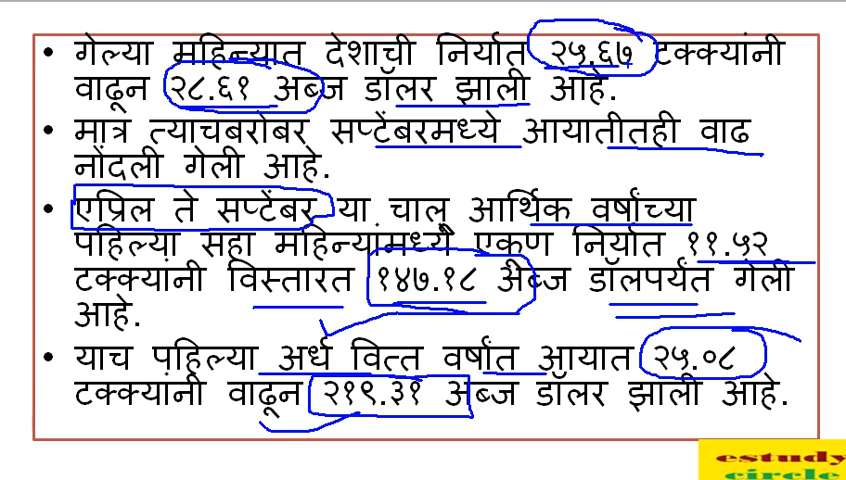 • गेल्या महिन्यात देशाची निर्यात २५.६७ टक्क्यांनी
वाढून २८.६१ अब्ज डॉलर झाली आहे.
• मात्र त्याचबरोबर सप्टेंबरमध्ये आयातीतही वाढ
नोंदली गेली आहे.
• एप्रिल ते सप्टेंबर या चालू आर्थिक वर्षाच्या
पहिल्या सहा महिन्यांमध्ये एकूण निर्यात ११.५२
टक्क्यांनी विस्तारत १४७.१८ अब्ज डॉलपर्यंत गेली
आहे.
• याच पहिल्या अर्ध वित्त वर्षात आयात २५.०८
टक्क्यांनी वाढून २१९.३१ अब्ज डॉलर झाली आहे.
estudy
circle